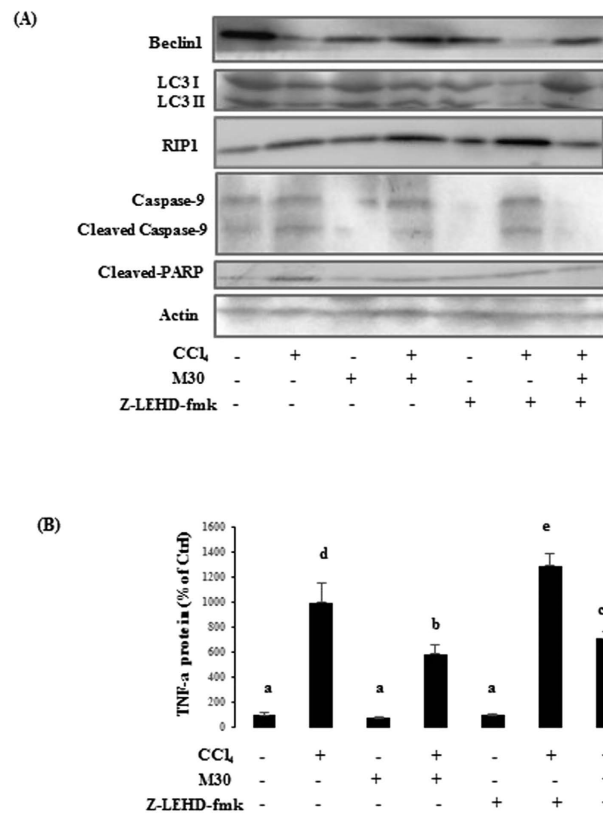 (A)
Beclin1
LC3 I
LC3 II
RIP1
Caspase-9
Cleaved Caspase-9
Cleaved-PARP
Actin
CCl₄ - + - + - + +
M30 - - + + - - +
Z-LEHD-fmk - - - - + + +
(B)
TNF-a protein (% of Ctrl)
1600
1400
1200
1000
800
600
400
200
0
a d a b a e c
CCl₄ - + - + - +
M30 - - + + - -
Z-LEHD-fmk - - - - + +